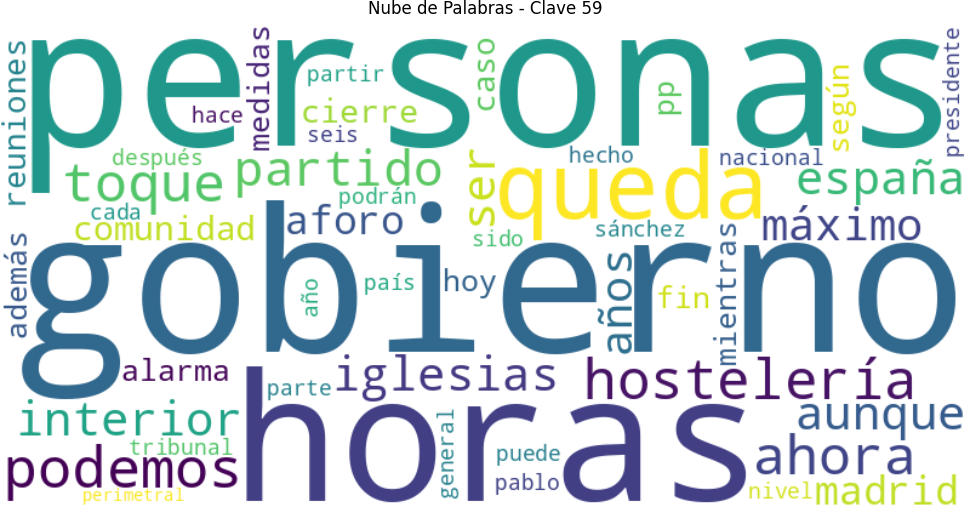 Nube de Palabras - Clave 59
personas
reuniones
hace
medidas
partir
cierre
seis
caso
pp
según
presidente
después
toque
partido
ser
queda
hecho
nacional
españa
cada
comunidad
podrán
aforo
sido
sánchez
máximo
además
gobierno
año
país
hoy
años
fin
mientras
alarma
parte
iglesias
hostelería
interior
tribunal
horas
aunque
podemos
perimetral
general
puede
pablo
ahora
nivel
madrid